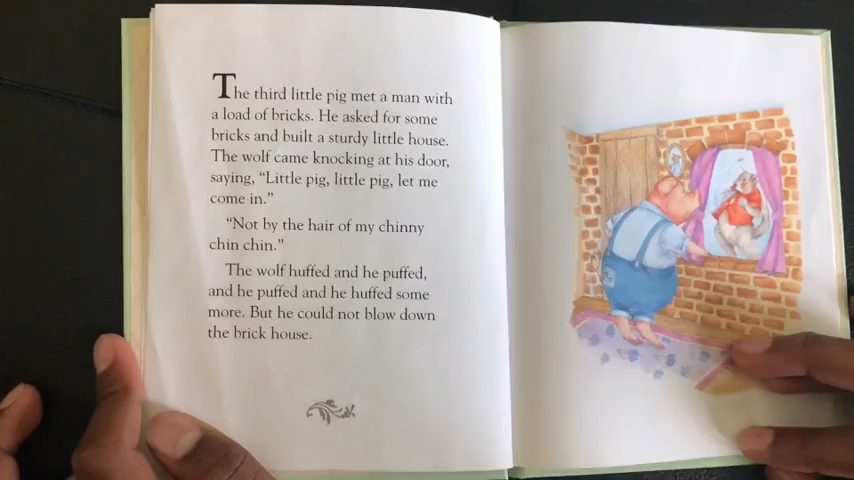 The third little pig met a man with
a load of bricks. He asked for some
bricks and built a sturdy little house.
The wolf came knocking at his door,
saying, “Little pig, little pig, let me
come in.”
“Not by the hair of my chinny
chin chin.”
The wolf huffed and he puffed,
and he puffed and he huffed some
more. But he could not blow down
the brick house.